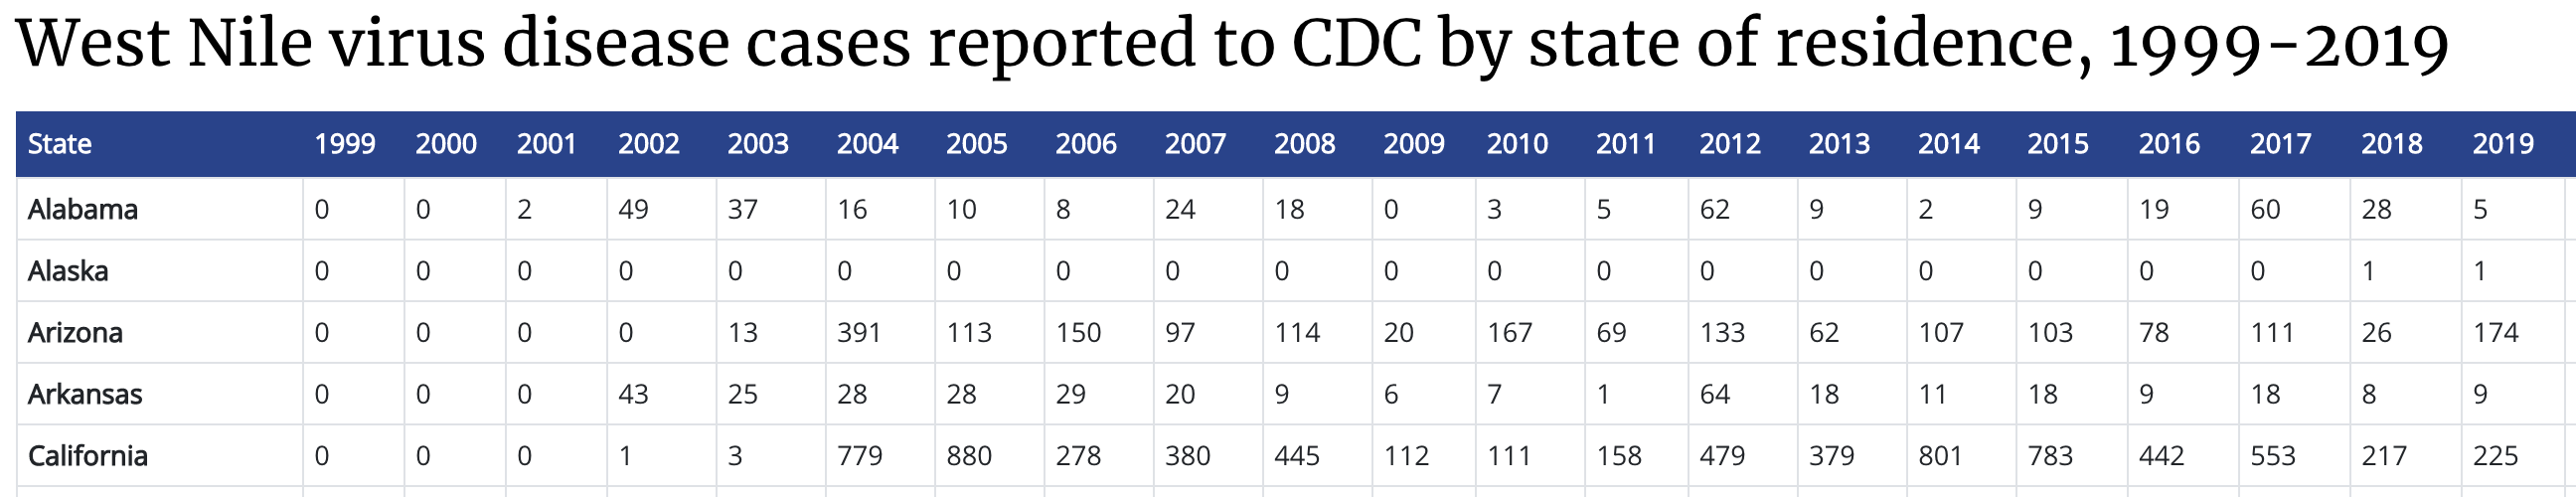 West Nile virus disease cases reported to CDC by state of residence, 1999-2019
State 1999 2000 2001 2002 2003 2004 2005 2006 2007 2008 2009 2010 2011 2012 2013 2014 2015 2016 2017 2018 2019
Alabama 0 0 2 49 37 16 10 8 24 18 0 3 5 62 9 2 9 19 60 28 5
Alaska 0 0 0 0 0 0 0 0 0 0 0 0 0 0 0 0 0 0 0 1 1
Arizona 0 0 0 0 13 391 113 150 97 114 20 167 69 133 62 107 103 78 111 26 174
Arkansas 0 0 0 43 25 28 28 29 20 9 6 7 1 64 18 11 18 9 18 8 9
California 0 0 0 1 3 779 880 278 380 445 112 111 158 479 379 801 783 442 553 217 225